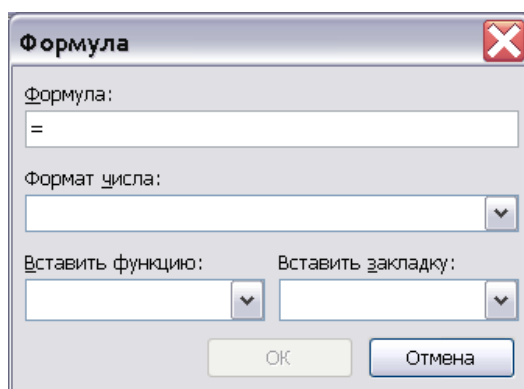 Формула
Формула:
=
Формат числа:
Вставить функцию: Вставить закладку:
ОК Отмена